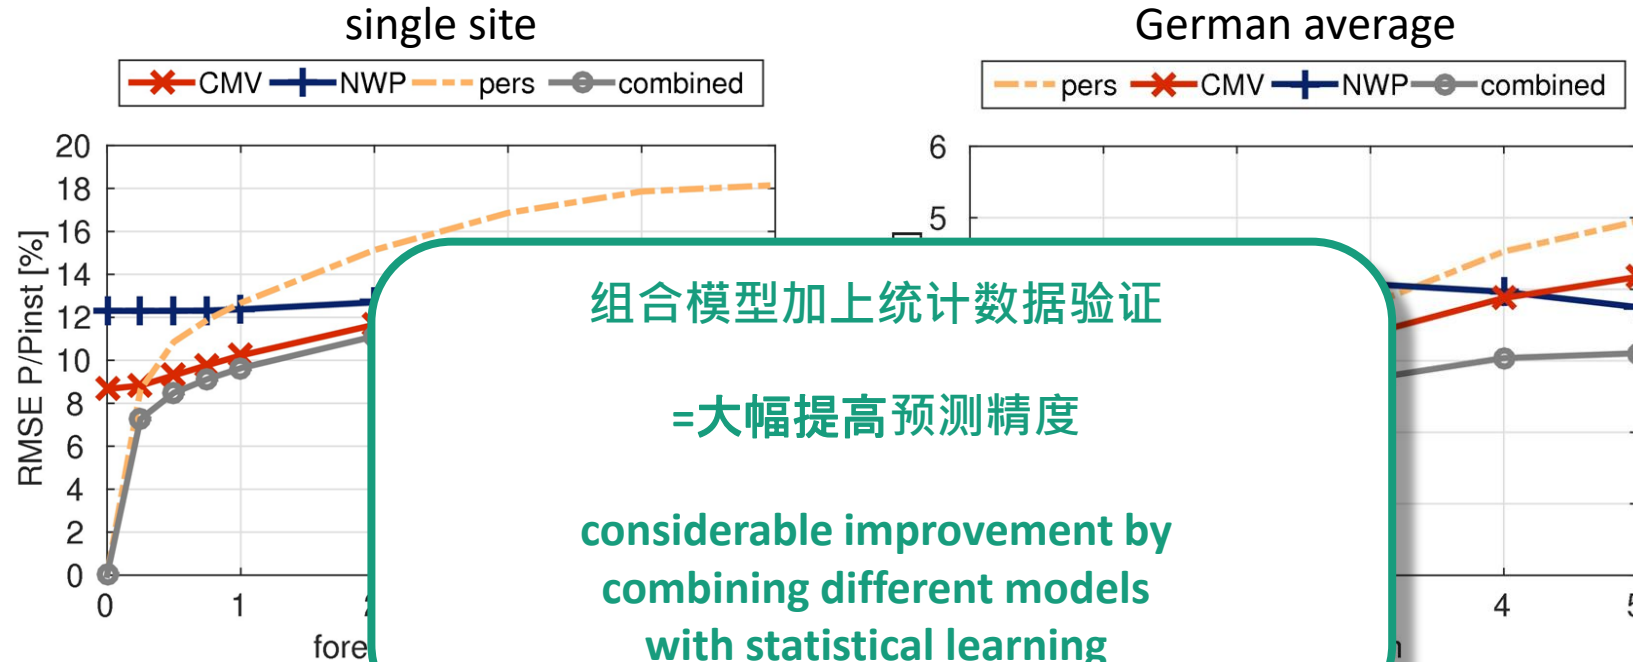 single site
German average
CMV NWP pers combined
pers CMV NWP combined
20
18
16
14
12
10
8
6
4
2
0
RMSE P/Pinst [%]
0 1
6
5
4
组合模型加上统计数据验证
=大幅提高预测精度
considerable improvement by
combining different models
with statistical learning